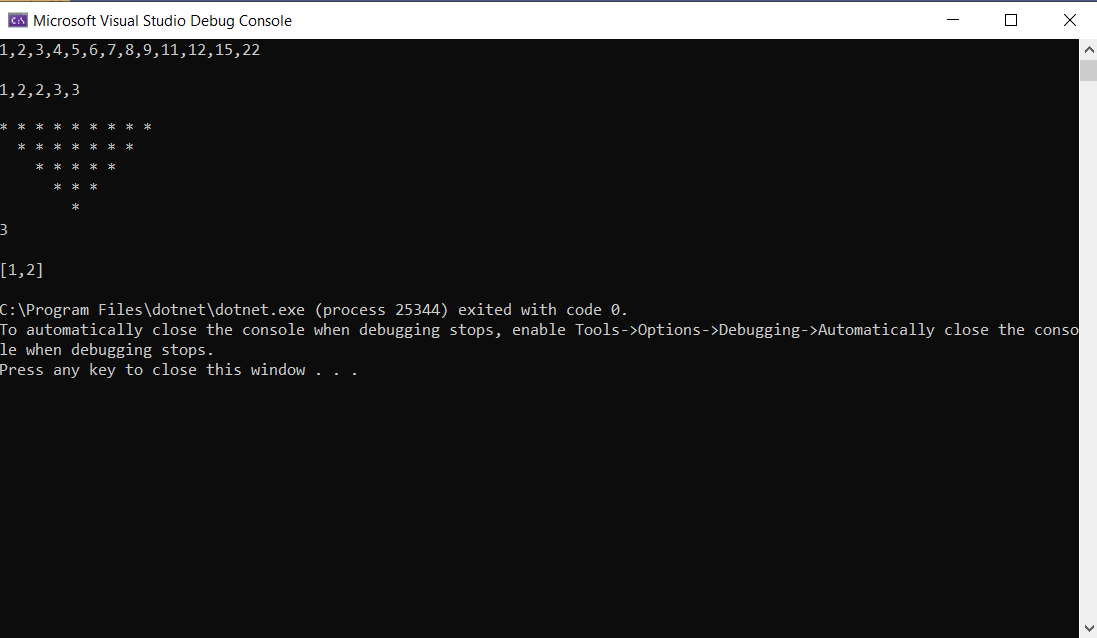 Microsoft Visual Studio Debug Console
1,2,3,4,5,6,7,8,9,11,12,15,22
1,2,2,3,3
* * * * * * * * *
  * * * * * * *
    * * * * *
      * * *
        *
3
[1,2]
C:\Program Files\dotnet\dotnet.exe (process 25344) exited with code 0.
To automatically close the console when debugging stops, enable Tools->Options->Debugging->Automatically close the conso
le when debugging stops.
Press any key to close this window . . .